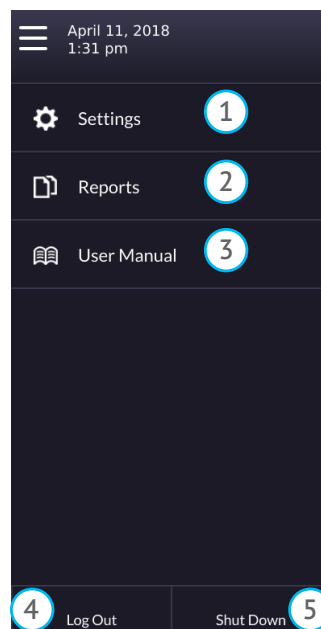 April 11, 2018
1:31 pm
Settings 1
Reports 2
User Manual 3
4 Log Out Shut Down 5